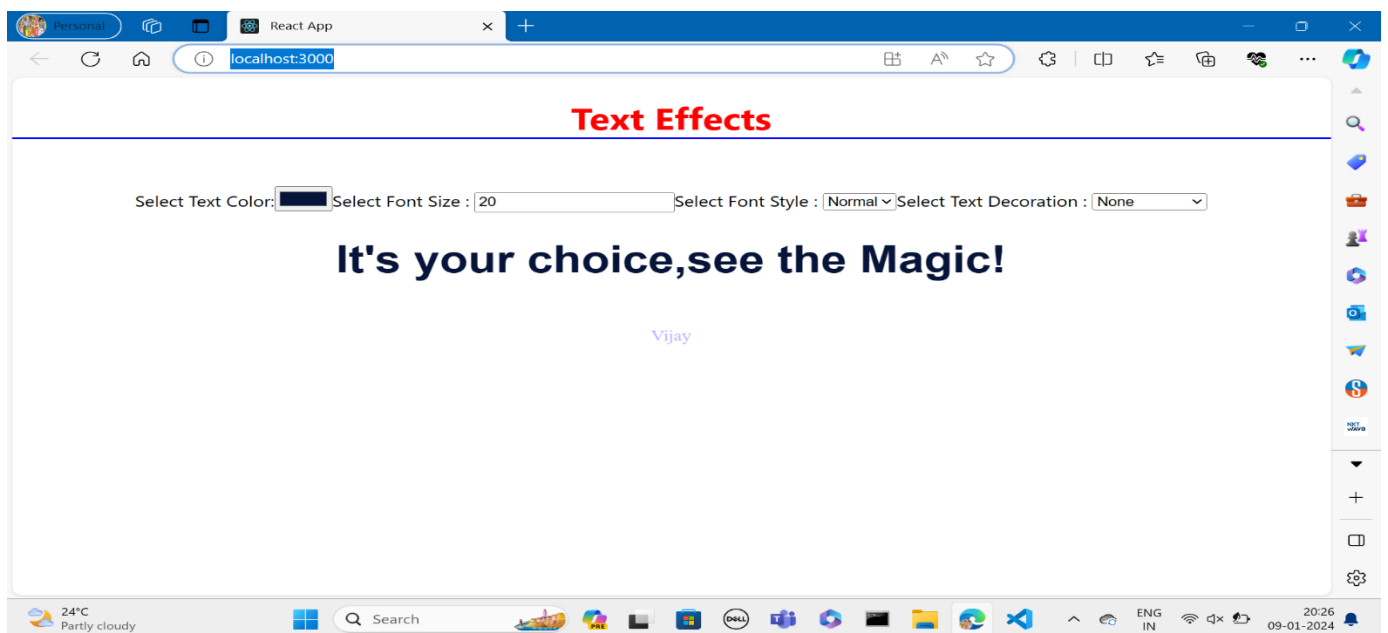 Personal
React App
localhost:3000
Text Effects
Select Text Color: Select Font Size : 20 Select Font Style : Normal Select Text Decoration : None
It's your choice,see the Magic!
Vijay
24°C
Partly cloudy
Search
PRE
DELL
ENG
IN
20:26
09-01-2024